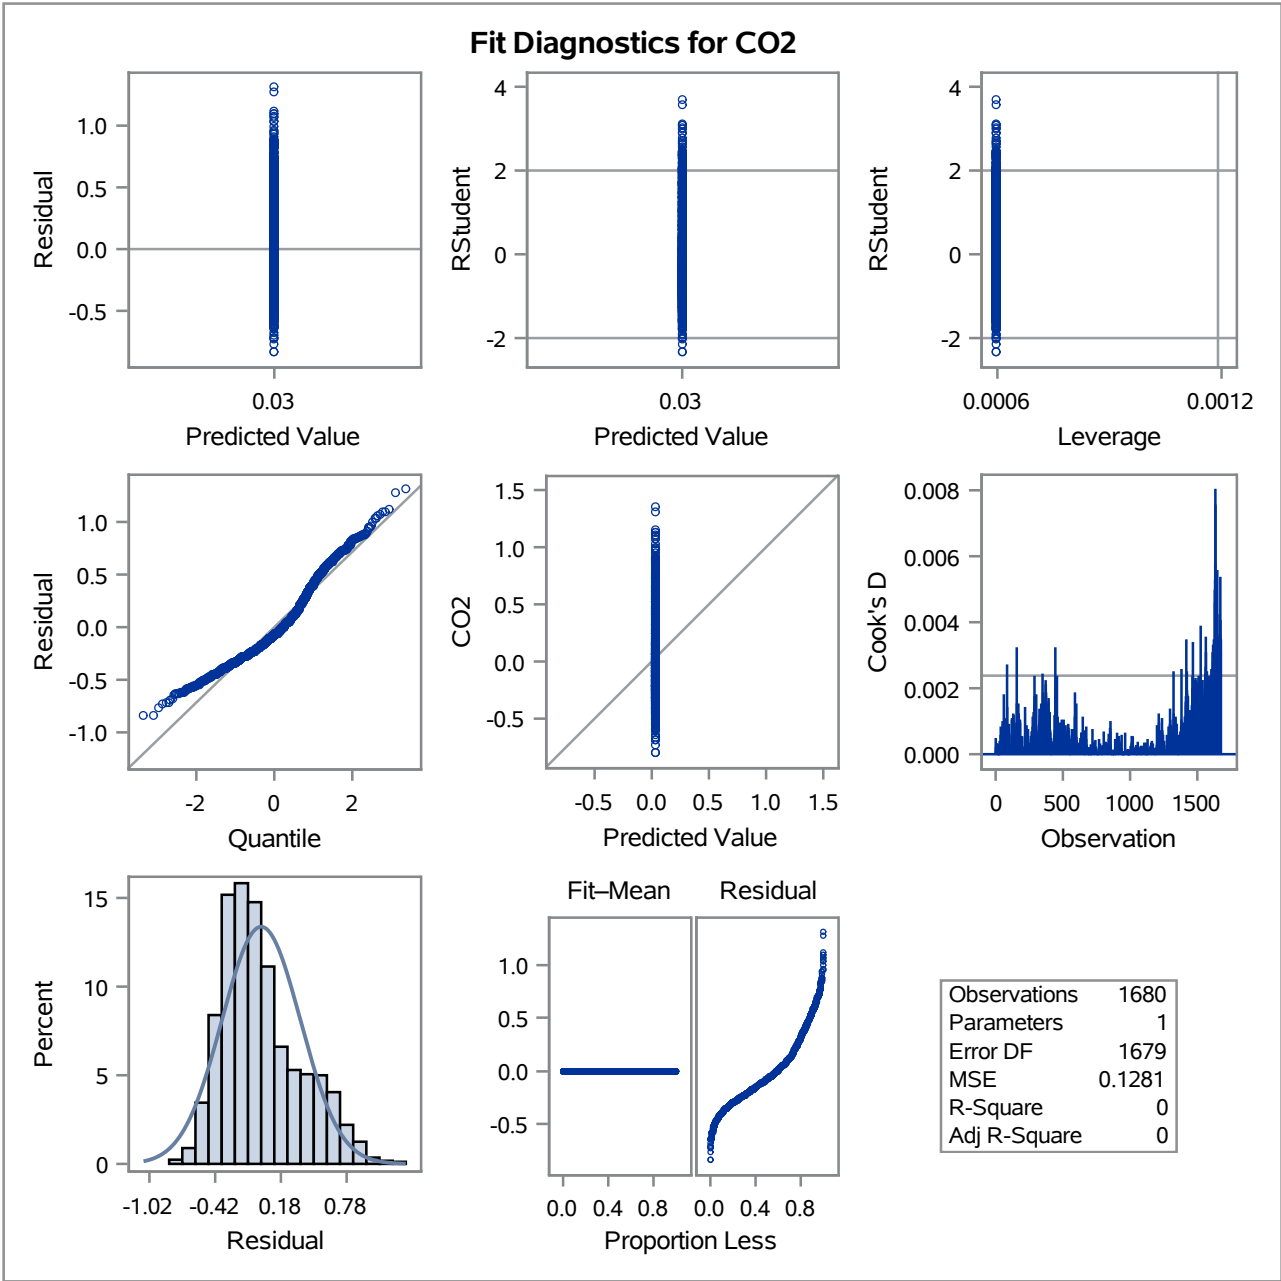 Fit Diagnostics for CO2
1.0
0.5
0.0
-0.5
Residual
0.03
Predicted Value
4
2
0
-2
RStudent
0.03
Predicted Value
4
2
0
-2
RStudent
0.0006 0.0012
Leverage
1.0
0.5
0.0
-0.5
-1.0
Residual
-2 0 2
Quantile
1.5
1.0
0.5
0.0
-0.5
CO2
-0.5 0.0 0.5 1.0 1.5
Predicted Value
0.008
0.006
0.004
0.002
0.000
Cook's D
0 500 1000 1500
Observation
15
10
5
0
Percent
-1.02 -0.42 0.18 0.78
Residual
Fit–Mean Residual
1.0
0.5
0.0
-0.5
0.0 0.4 0.8 0.0 0.4 0.8
Proportion Less
Observations 1680
Parameters 1
Error DF 1679
MSE 0.1281
R-Square 0
Adj R-Square 0